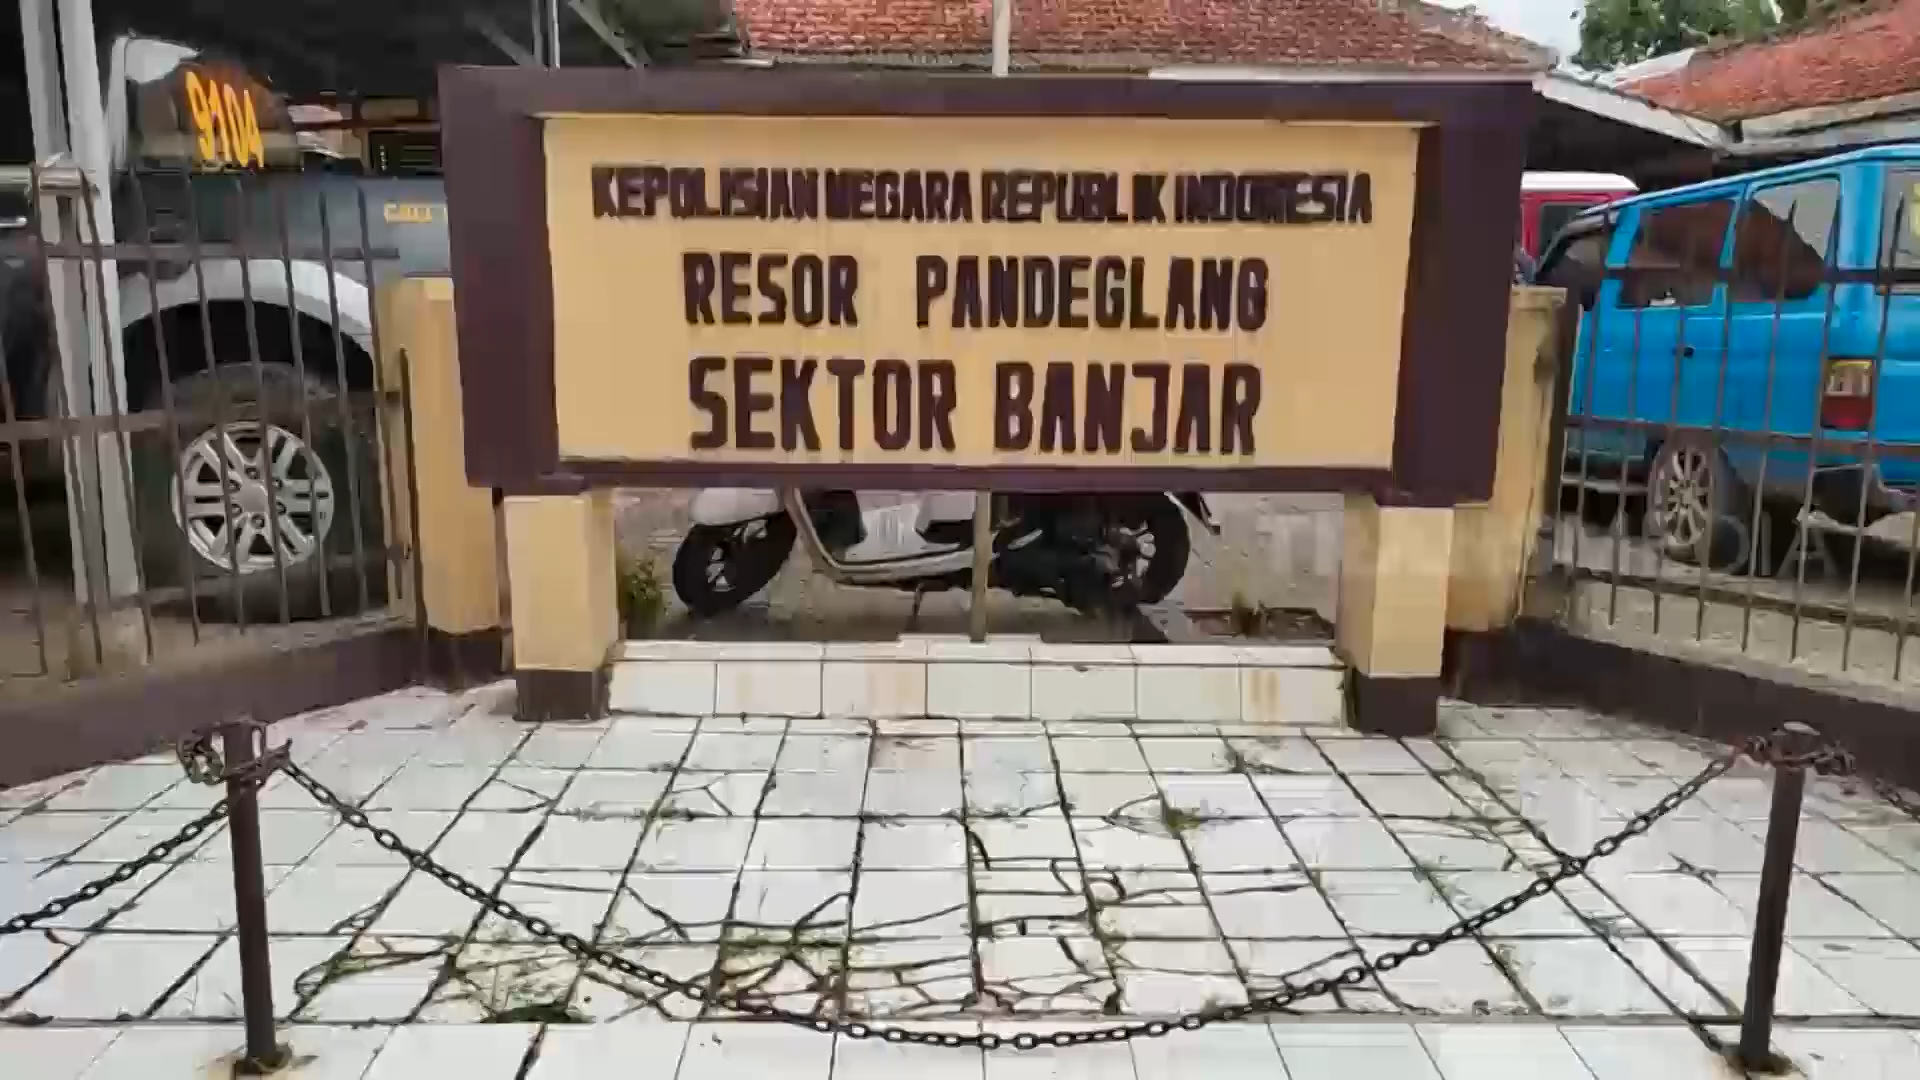 9104
KEPOLISIAN NEGARA REPUBLIK INDONESIA
RESOR PANDEGLANG
SEKTOR BANJAR